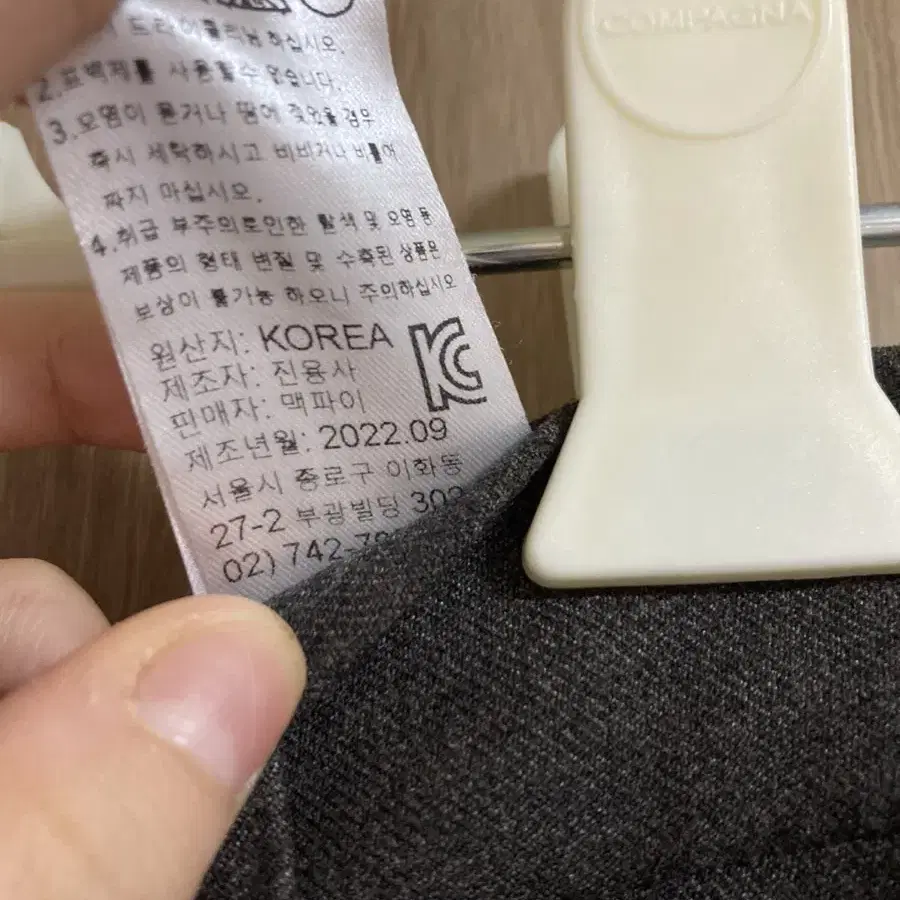 드라이클리닝 하십시오.
2. 표백제를 사용할수 없습니다.
3. 오염이 묻거나 땀에 젖었을 경우
즉시 세탁하시고 비비거나 비틀어
짜지 마십시오.
4. 취급 부주의로인한 탈색 및 오염 등
제품의 형태 변질 및 수축된 상품은
보상이 불가능 하오니 주의하십시오
원산지: KOREA
제조자: 진용사
판매자: 맥파이
제조년월: 2022.09
서울시 종로구 이화동
27-2 부광빌딩 302
02) 742-7
KC
COMPAGNA